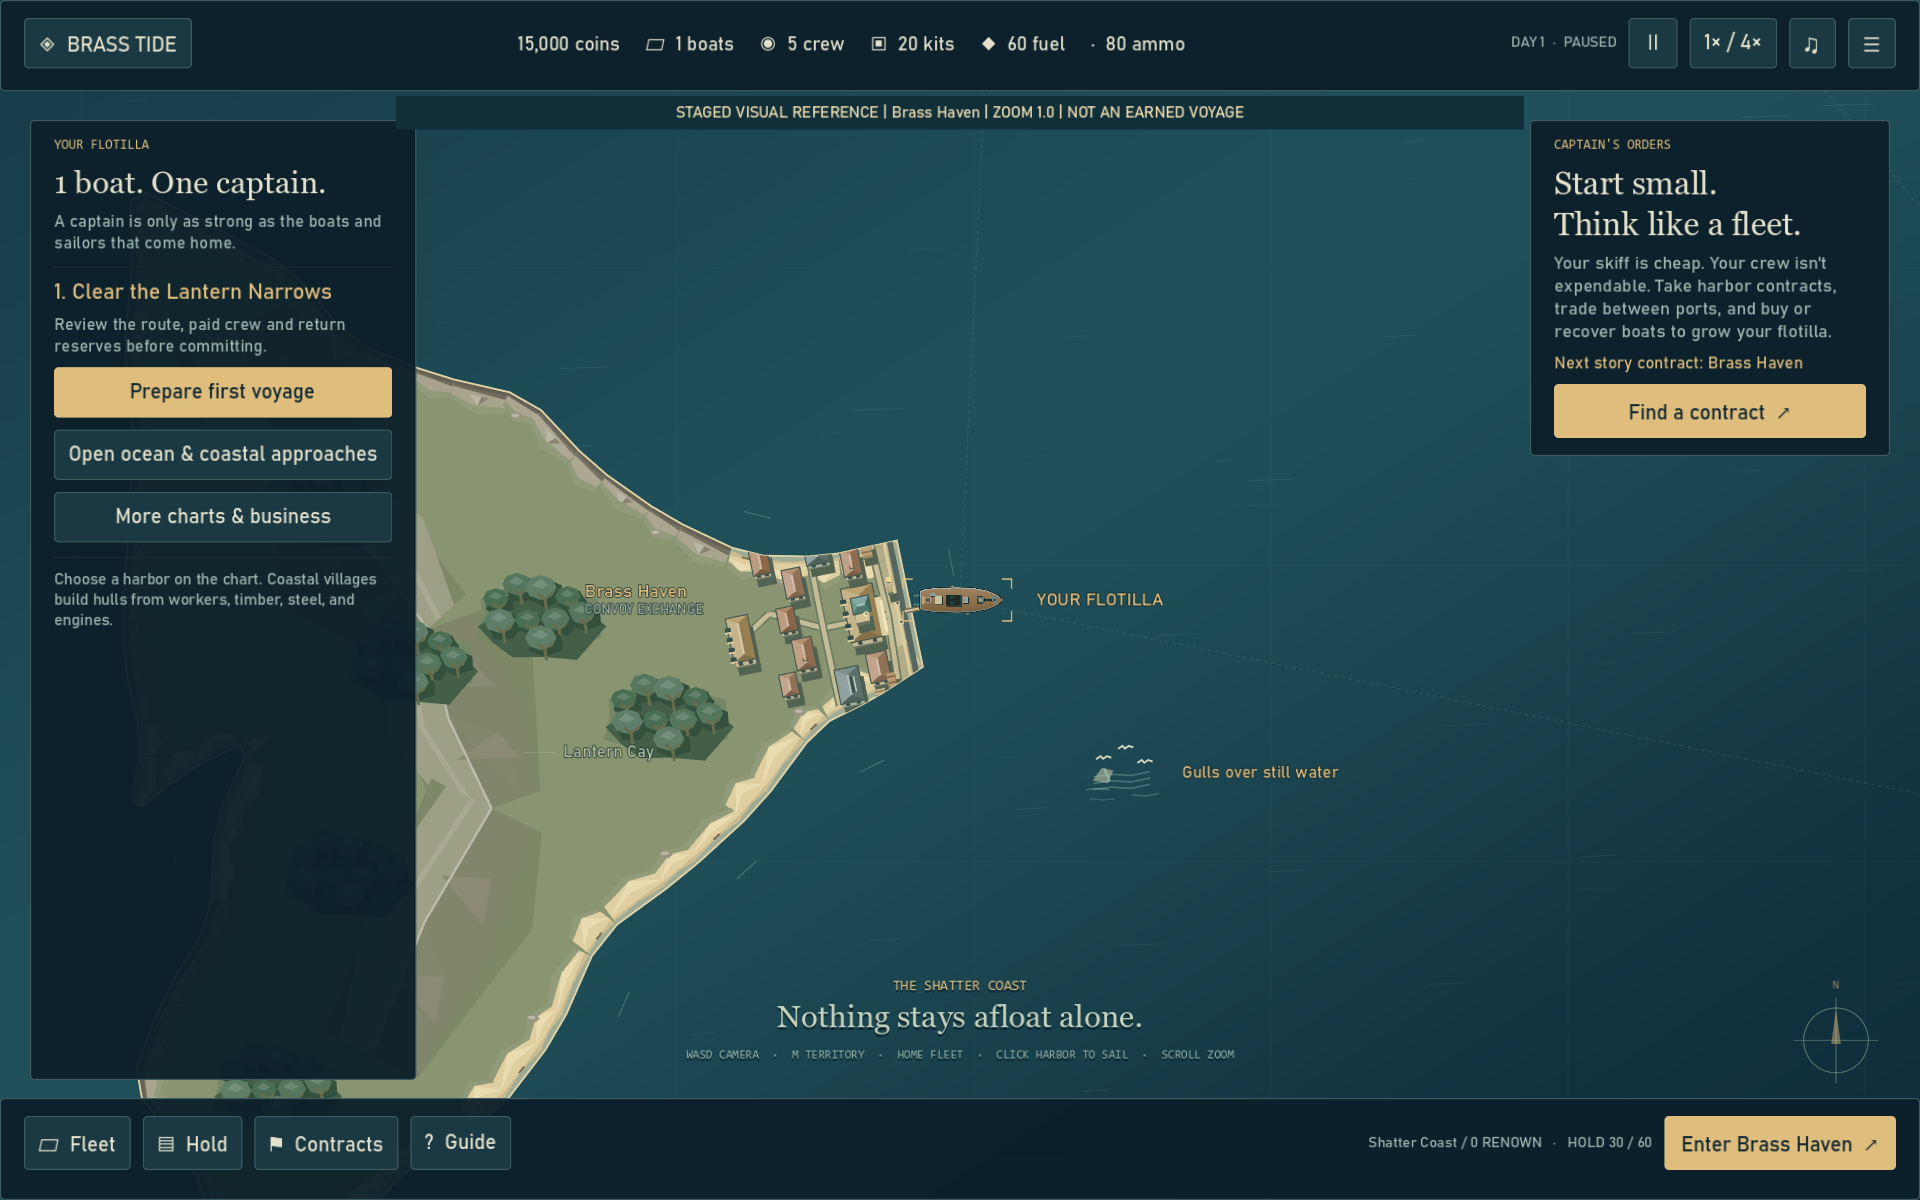 BRASS TIDE
15,000 coins
1 boats
5 crew
20 kits
60 fuel
80 ammo
DAY 1 · PAUSED
1× / 4×
STAGED VISUAL REFERENCE | Brass Haven | ZOOM 1.0 | NOT AN EARNED VOYAGE
YOUR FLOTILLA
1 boat. One captain.
A captain is only as strong as the boats and
sailors that come home.
1. Clear the Lantern Narrows
Review the route, paid crew and return
reserves before committing.
Prepare first voyage
Open ocean & coastal approaches
More charts & business
Choose a harbor on the chart. Coastal villages
build hulls from workers, timber, steel, and
engines.
CAPTAIN'S ORDERS
Start small.
Think like a fleet.
Your skiff is cheap. Your crew isn't
expendable. Take harbor contracts,
trade between ports, and buy or
recover boats to grow your flotilla.
Next story contract: Brass Haven
Find a contract ↗
Brass Haven
CONVOY EXCHANGE
YOUR FLOTILLA
Lantern Cay
Gulls over still water
THE SHATTER COAST
Nothing stays afloat alone.
WASD CAMERA · M TERRITORY · HOME FLEET · CLICK HARBOR TO SAIL · SCROLL ZOOM
N
Fleet
Hold
Contracts
? Guide
Shatter Coast / 0 RENOWN · HOLD 30 / 60
Enter Brass Haven ↗